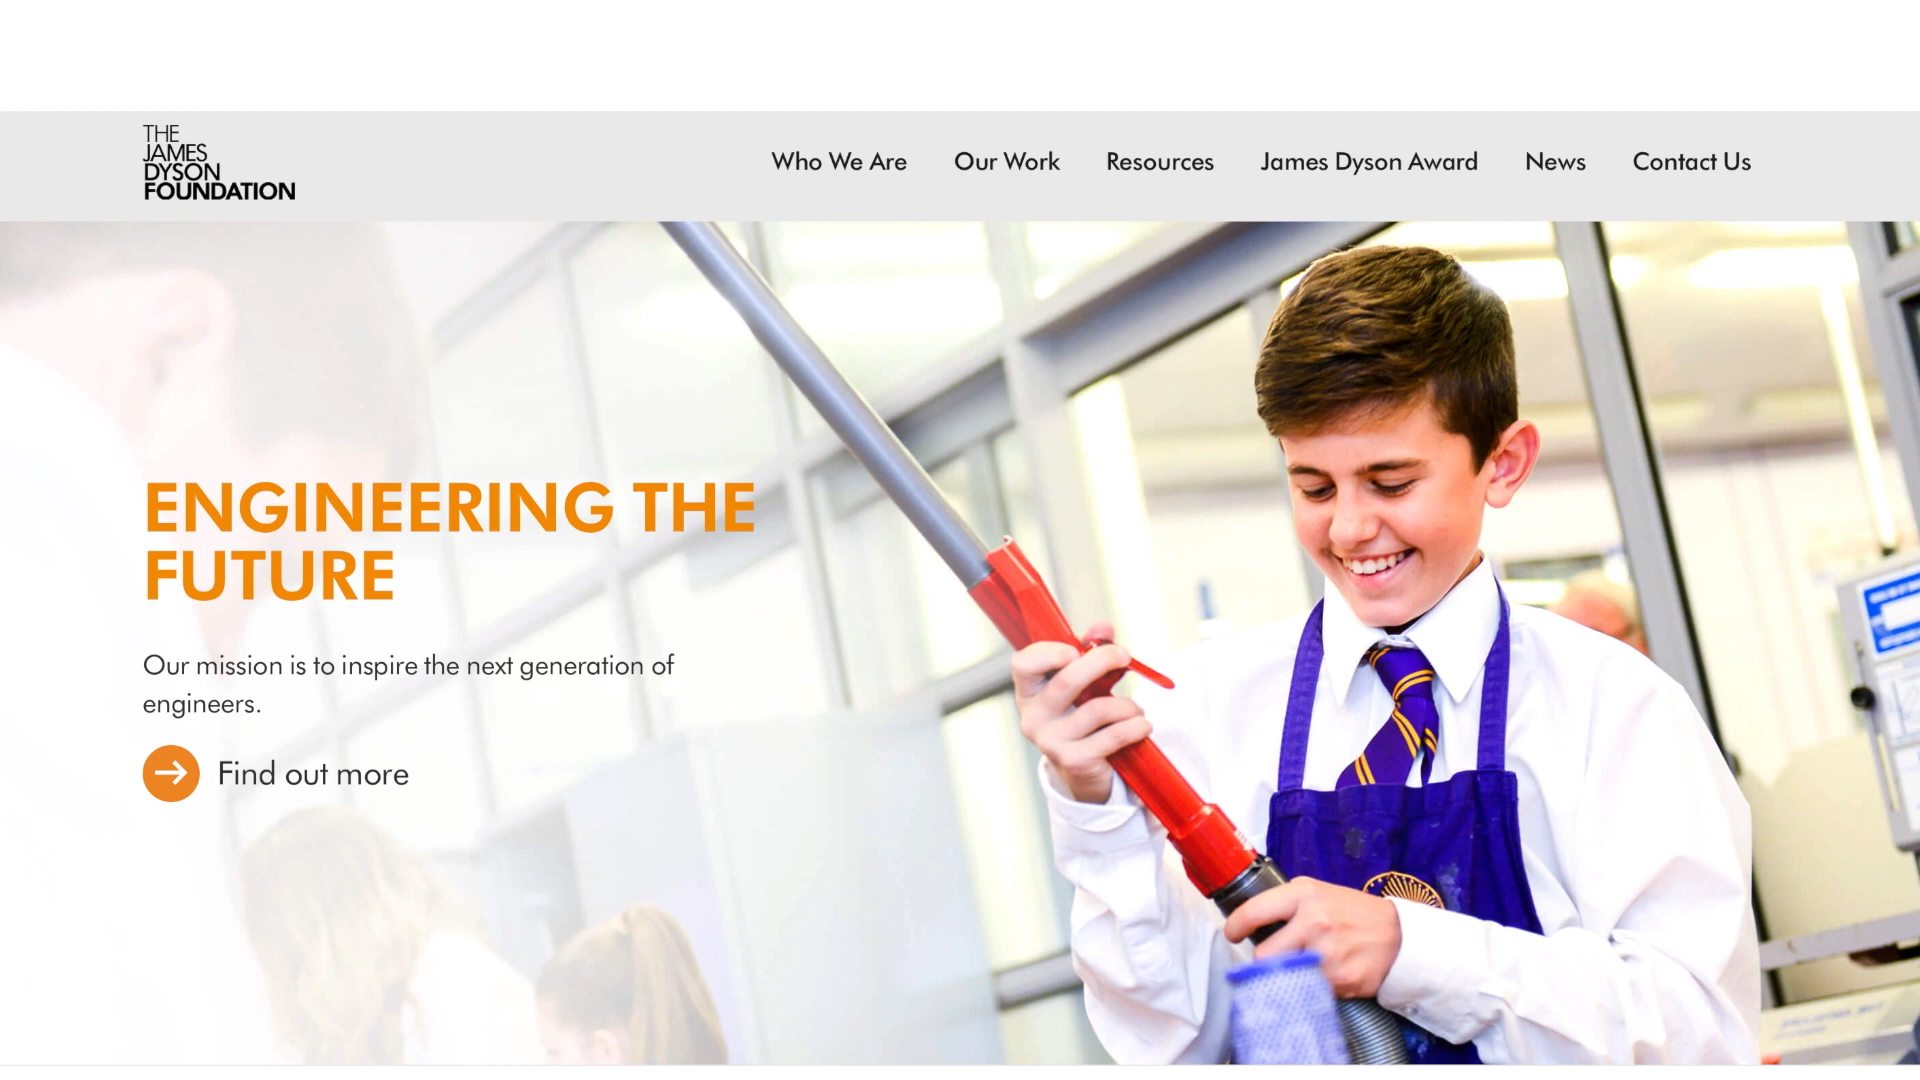 THE
JAMES
DYSON
FOUNDATION
Who We Are
Our Work
Resources
James Dyson Award
News
Contact Us
ENGINEERING THE
FUTURE
Our mission is to inspire the next generation of
engineers.
Find out more